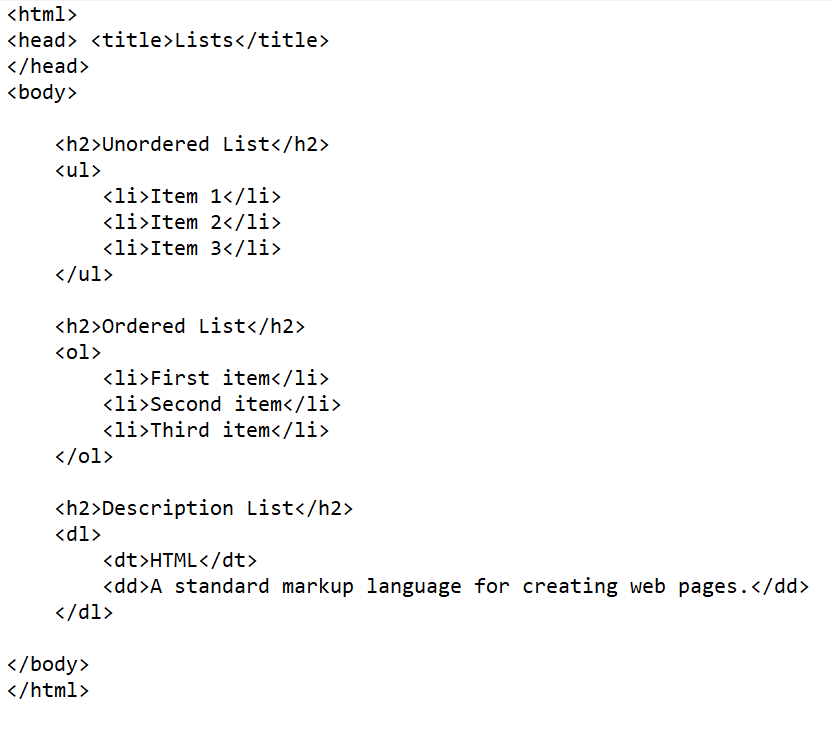 <html>
<head> <title>Lists</title>
</head>
<body>
<h2>Unordered List</h2>
<ul>
<li>Item 1</li>
<li>Item 2</li>
<li>Item 3</li>
</ul>
<h2>Ordered List</h2>
<ol>
<li>First item</li>
<li>Second item</li>
<li>Third item</li>
</ol>
<h2>Description List</h2>
<dl>
<dt>HTML</dt>
<dd>A standard markup language for creating web pages.</dd>
</dl>
</body>
</html>